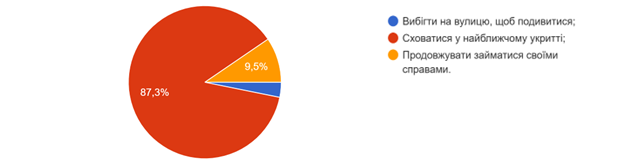 87,3%
9,5%
Вибігти на вулицю, щоб подивитися;
Сховатися у найближчому укритті;
Продовжувати займатися своїми
справами.